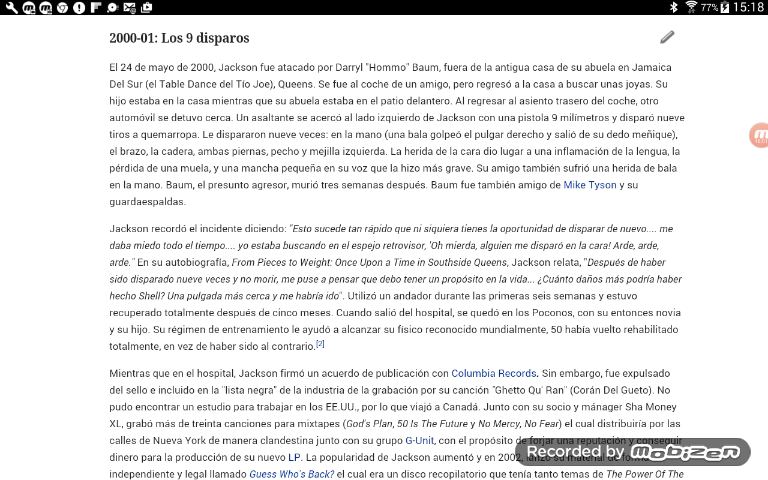 77% 15:18
2000-01: Los 9 disparos
El 24 de mayo de 2000, Jackson fue atacado por Darryl "Hommo" Baum, fuera de la antigua casa de su abuela en Jamaica
Del Sur (el Table Dance del Tío Joe), Queens. Se fue al coche de un amigo, pero regresó a la casa a buscar unas joyas. Su
hijo estaba en la casa mientras que su abuela estaba en el patio delantero. Al regresar al asiento trasero del coche, otro
automóvil se detuvo cerca. Un asaltante se acercó al lado izquierdo de Jackson con una pistola 9 milímetros y disparó nueve
tiros a quemarropa. Le dispararon nueve veces: en la mano (una bala golpeó el pulgar derecho y salió de su dedo meñique),
el brazo, la cadera, ambas piernas, pecho y mejilla izquierda. La herida de la cara dio lugar a una inflamación de la lengua, la
pérdida de una muela, y una mancha pequeña en su voz que la hizo más grave. Su amigo también sufrió una herida de bala
en la mano. Baum, el presunto agresor, murió tres semanas después. Baum fue también amigo de Mike Tyson y su
guardaespaldas.
Jackson recordó el incidente diciendo: "Esto sucede tan rápido que ni siquiera tienes la oportunidad de disparar de nuevo.... me
daba miedo todo el tiempo.... yo estaba buscando en el espejo retrovisor, 'Oh mierda, alguien me disparó en la cara! Arde, arde,
arde." En su autobiografía, From Pieces to Weight: Once Upon a Time in Southside Queens, Jackson relata, "Después de haber
sido disparado nueve veces y no morir, me puse a pensar que debo tener un propósito en la vida... ¿Cuánto daños más podría haber
hecho Shell? Una pulgada más cerca y me habría ido". Utilizó un andador durante las primeras seis semanas y estuvo
recuperado totalmente después de cinco meses. Cuando salió del hospital, se quedó en los Poconos, con su entonces novia
y su hijo. Su régimen de entrenamiento le ayudó a alcanzar su físico reconocido mundialmente, 50 había vuelto rehabilitado
totalmente, en vez de haber sido al contrario.[2]
Mientras que en el hospital, Jackson firmó un acuerdo de publicación con Columbia Records. Sin embargo, fue expulsado
del sello e incluido en la "lista negra" de la industria de la grabación por su canción "Ghetto Qu' Ran" (Corán Del Gueto). No
pudo encontrar un estudio para trabajar en los EE.UU., por lo que viajó a Canadá. Junto con su socio y mánager Sha Money
XL, grabó más de treinta canciones para mixtapes (God's Plan, 50 Is The Future y No Mercy, No Fear) el cual distribuiría por las
calles de Nueva York de manera clandestina junto con su grupo G-Unit, con el propósito de forjar una reputación y conseguir
dinero para la producción de su nuevo LP. La popularidad de Jackson aumentó y en 2002, lanzó su material de forma
independiente y legal llamado Guess Who's Back? el cual era un disco recopilatorio que tenía tanto temas de The Power Of The
Recorded by Mobizen